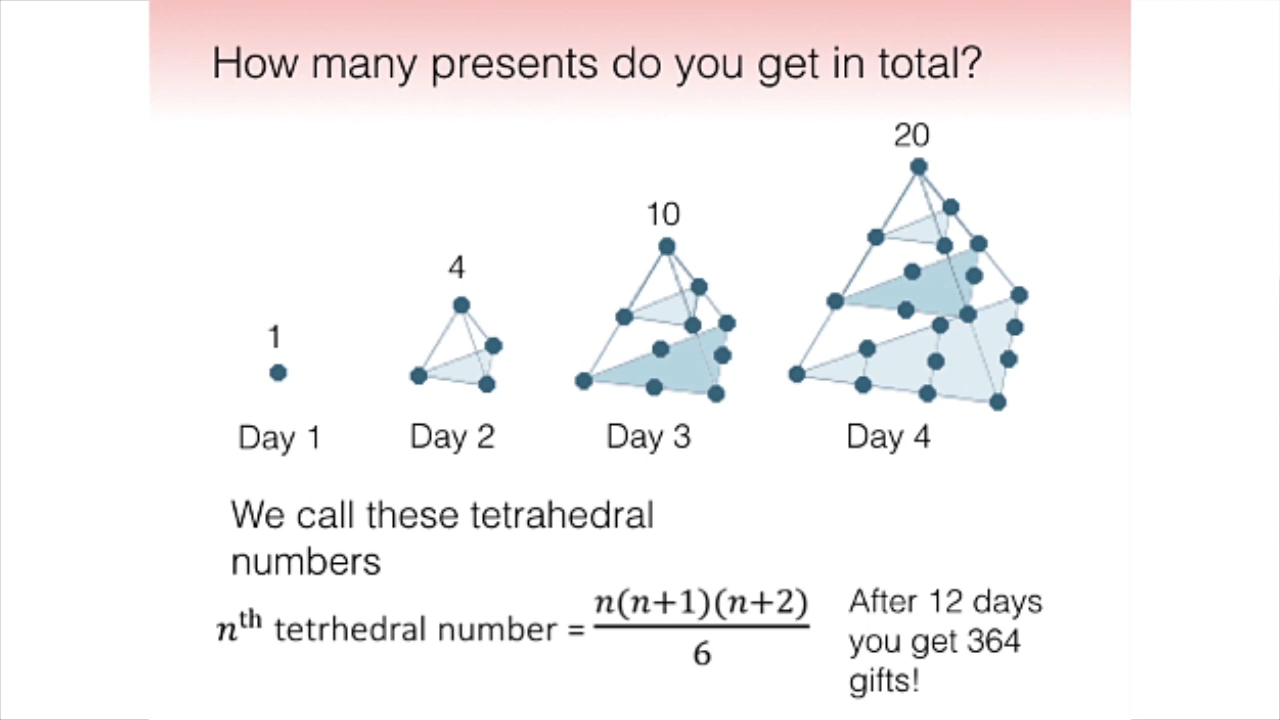 How many presents do you get in total?
20
10
4
1
Day 1
Day 2
Day 3
Day 4
We call these tetrahedral
numbers
nᵗʰ tetrhedral number = n(n+1)(n+2)/6
After 12 days
you get 364
gifts!